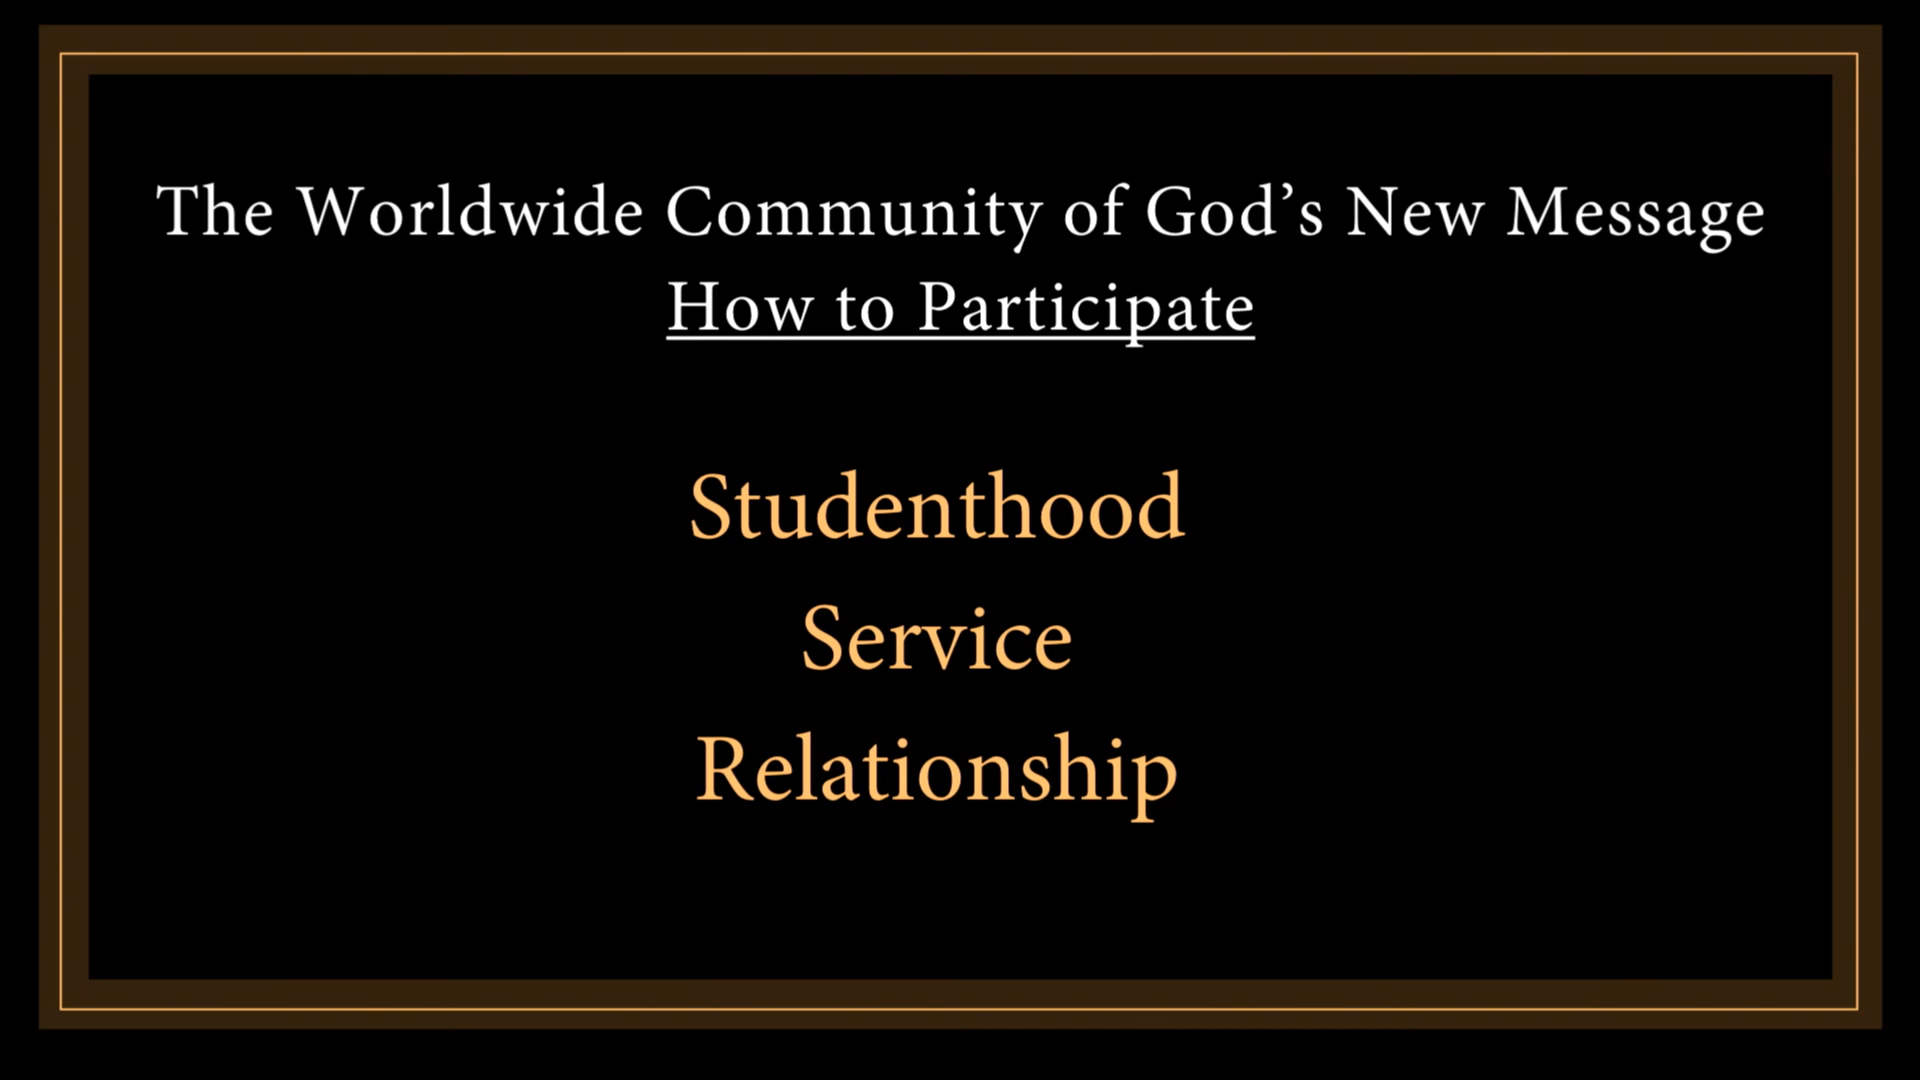 The Worldwide Community of God’s New Message
How to Participate
Studenthood
Service
Relationship